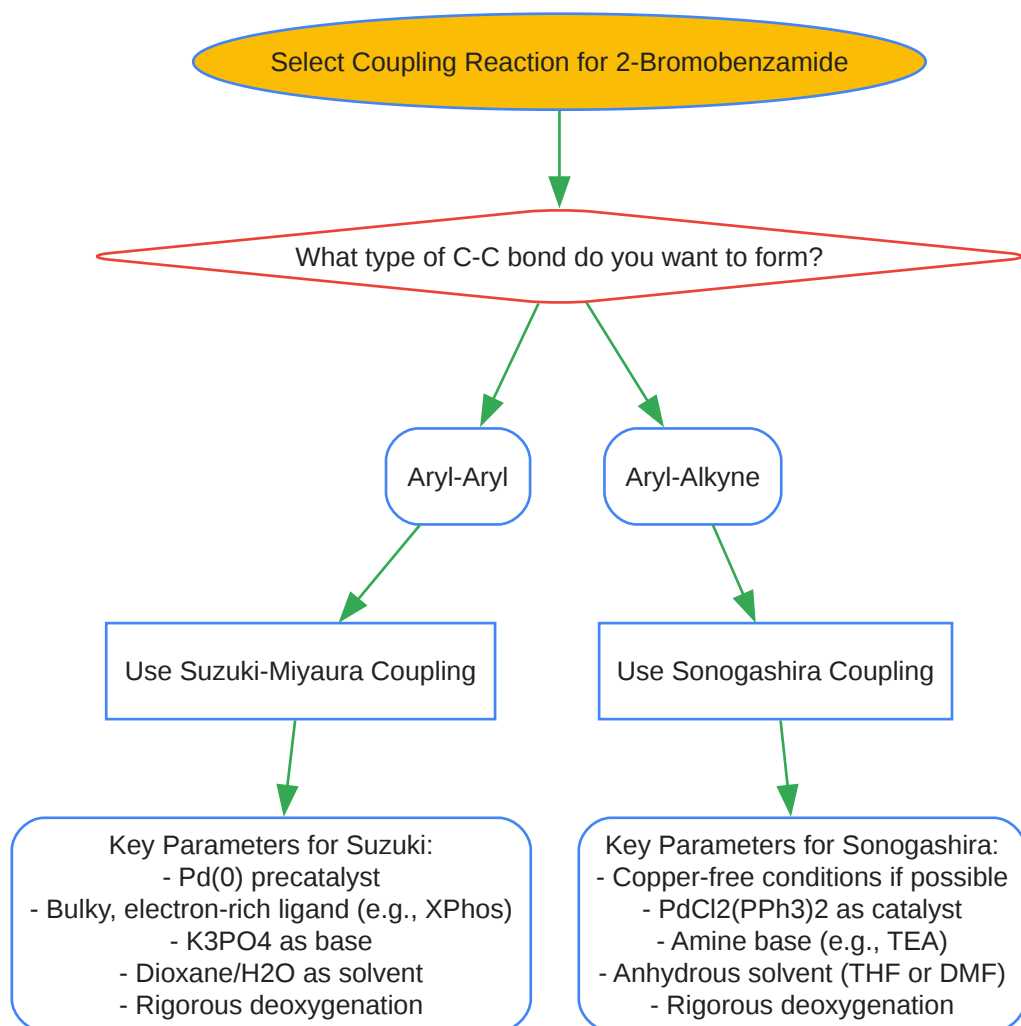 Select Coupling Reaction for 2-Bromobenzamide
What type of C-C bond do you want to form?
Aryl-Aryl
Aryl-Alkyne
Use Suzuki-Miyaura Coupling
Use Sonogashira Coupling
Key Parameters for Suzuki:
- Pd(0) precatalyst
- Bulky, electron-rich ligand (e.g., XPhos)
- K3PO4 as base
- Dioxane/H2O as solvent
- Rigorous deoxygenation
Key Parameters for Sonogashira:
- Copper-free conditions if possible
- PdCl2(PPh3)2 as catalyst
- Amine base (e.g., TEA)
- Anhydrous solvent (THF or DMF)
- Rigorous deoxygenation